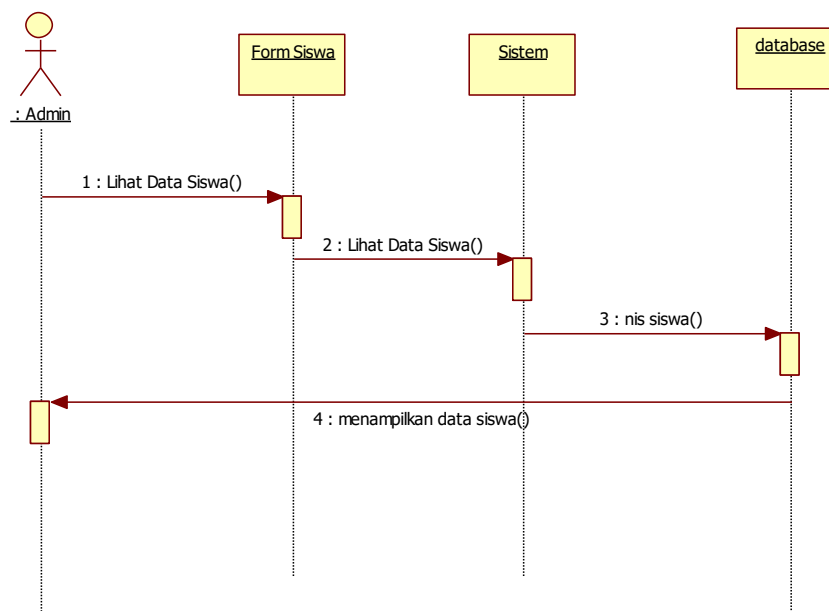 Form Siswa
Sistem
database
: Admin
1 : Lihat Data Siswa()
2 : Lihat Data Siswa()
3 : nis siswa()
4 : menampilkan data siswa()